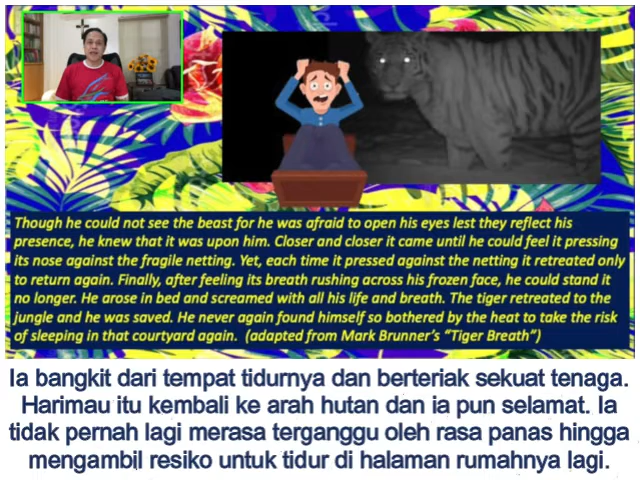 Though he could not see the beast for he was afraid to open his eyes lest they reflect his
presence, he knew that it was upon him. Closer and closer it came until he could feel it pressing
its nose against the fragile netting. Yet, each time it pressed against the netting it retreated only
to return again. Finally, after feeling its breath rushing across his frozen face, he could stand it
no longer. He arose in bed and screamed with all his life and breath. The tiger retreated to the
jungle and he was saved. He never again found himself so bothered by the heat to take the risk
of sleeping in that courtyard again. (adapted from Mark Brunner's "Tiger Breath")
Ia bangkit dari tempat tidurnya dan berteriak sekuat tenaga.
Harimau itu kembali ke arah hutan dan ia pun selamat. Ia
tidak pernah lagi merasa terganggu oleh rasa panas hingga
mengambil resiko untuk tidur di halaman rumahnya lagi.